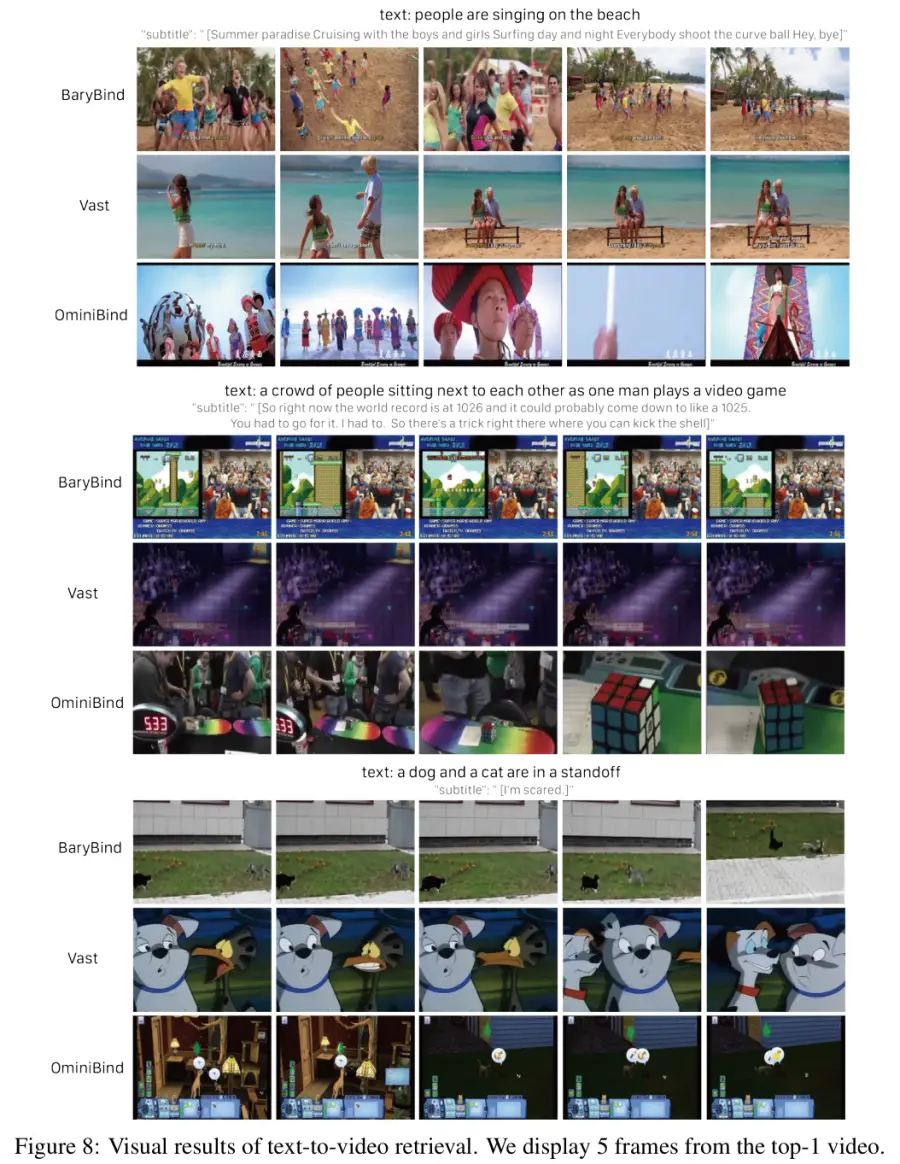 text: people are singing on the beach
"subtitle": " [Summer paradise Cruising with the boys and girls Surfing day and night Everybody shoot the curve ball Hey, bye]"
BaryBind
Vast
OminiBind
text: a crowd of people sitting next to each other as one man plays a video game
"subtitle": " [So right now the world record is at 1026 and it could probably come down to like a 1025.
You had to go for it. I had to. So there's a trick right there where you can kick the shell]"
BaryBind
Vast
OminiBind
533
533
text: a dog and a cat are in a standoff
"subtitle": " [I'm scared.]"
BaryBind
Vast
OminiBind
Figure 8: Visual results of text-to-video retrieval. We display 5 frames from the top-1 video.